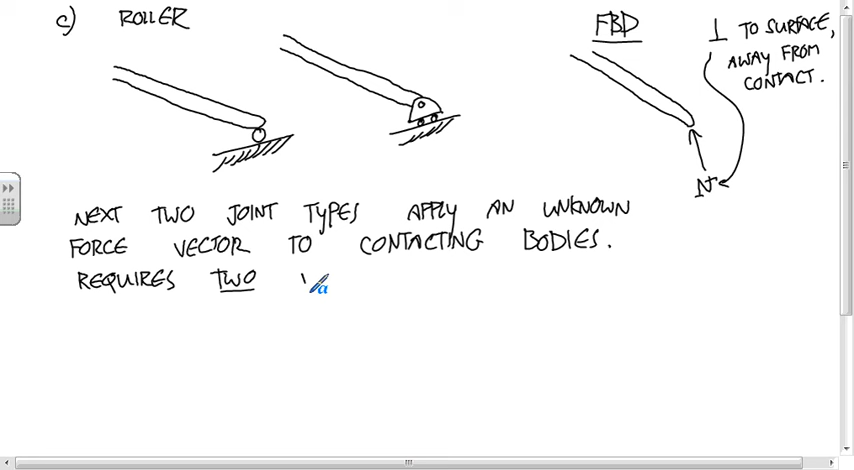 c) ROLLER
FBD
⊥ TO SURFACE,
AWAY FROM
CONTACT.
N
NEXT TWO JOINT TYPES APPLY AN UNKNOWN
FORCE VECTOR TO CONTACTING BODIES.
REQUIRES TWO